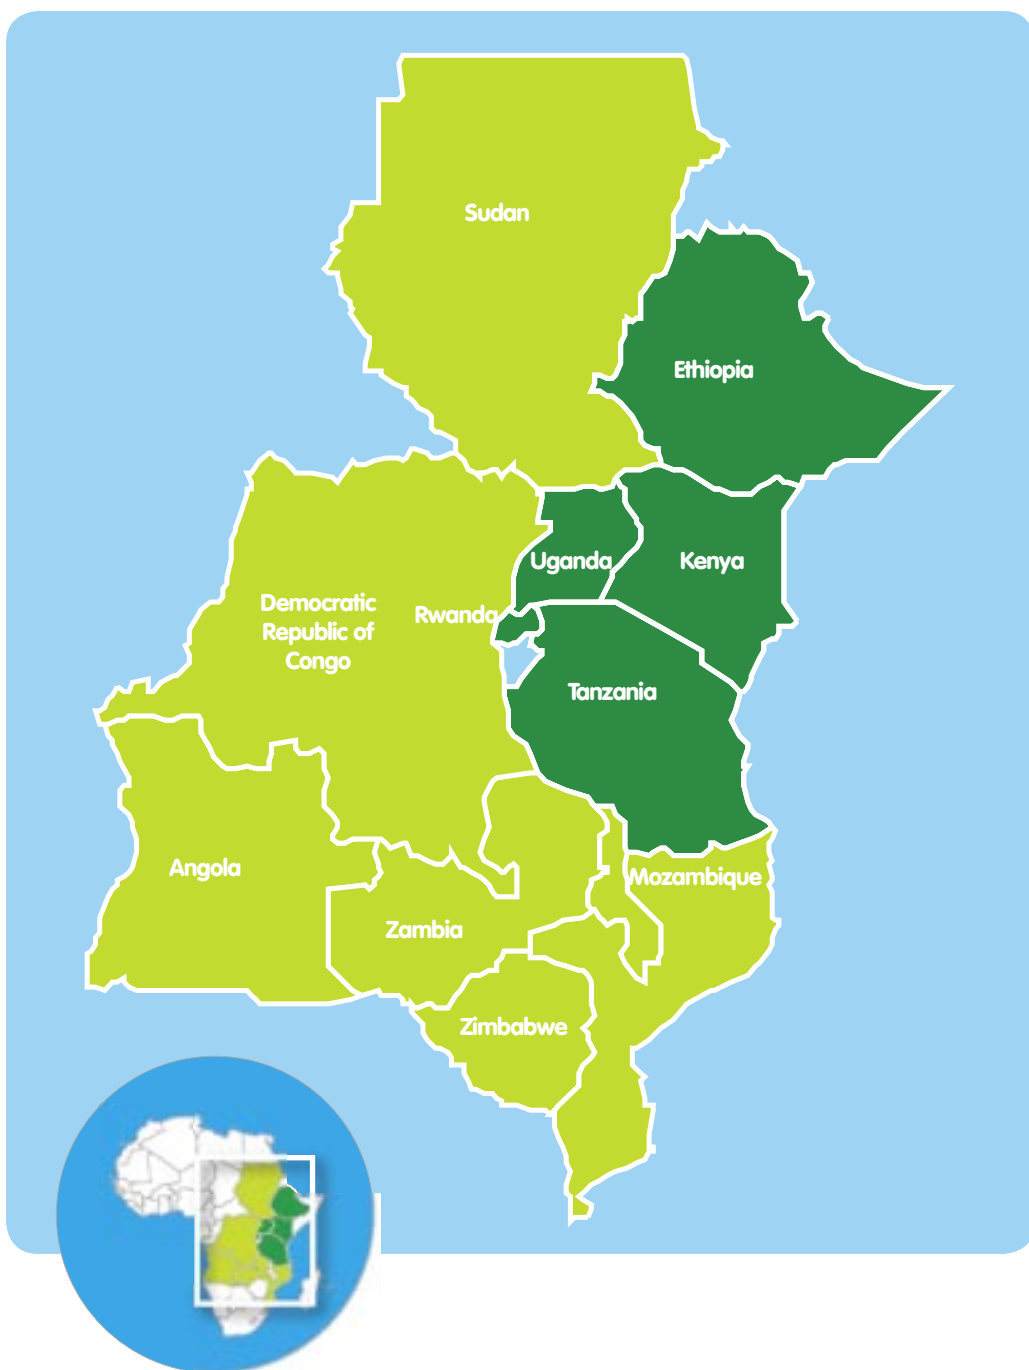 Sudan
Ethiopia
Uganda
Kenya
Democratic
Republic of
Congo
Rwanda
Tanzania
Angola
Mozambique
Zambia
Zimbabwe